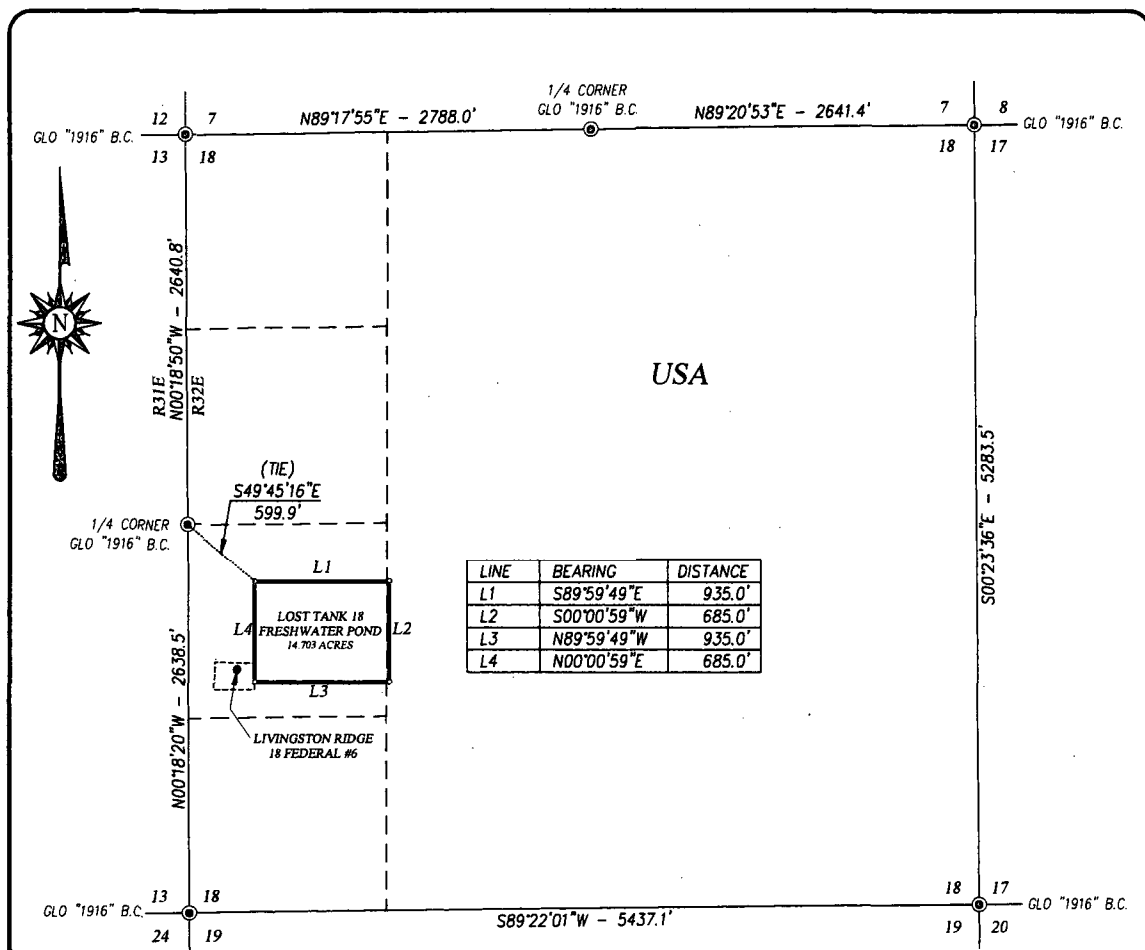 1/4 CORNER
GLO "1916" B.C.
12 7
N89°17'55"E - 2788.0'
N89°20'53"E - 2641.4'
7 8
GLO "1916" B.C.
GLO "1916" B.C.
13 18
18 17
N00°18'50"W - 2640.8'
R31E
R32E
N
USA
S00°23'36"E - 5283.5'
(TIE)
S49°45'16"E
599.9'
1/4 CORNER
GLO "1916" B.C.
L1
LOST TANK 18
FRESHWATER POND
14.703 ACRES
L4
L2
L3
LINE BEARING DISTANCE
L1 S89°59'49"E 935.0'
L2 S00°00'59"W 685.0'
L3 N89°59'49"W 935.0'
L4 N00°00'59"E 685.0'
N00°18'20"W - 2638.5'
LIVINGSTON RIDGE
18 FEDERAL #6
13 18
18 17
GLO "1916" B.C.
S89°22'01"W - 5437.1'
GLO "1916" B.C.
24 19
19 20